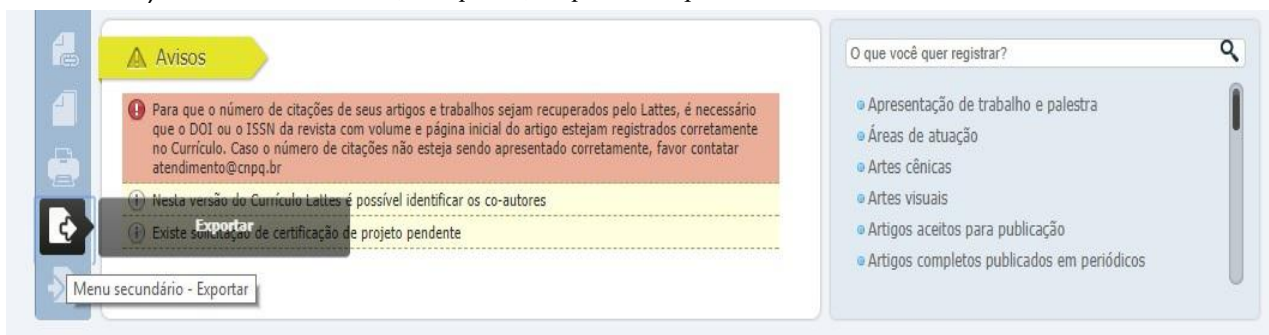 Avisos
Para que o número de citações de seus artigos e trabalhos sejam recuperados pelo Lattes, é necessário
que o DOI ou o ISSN da revista com volume e página inicial do artigo estejam registrados corretamente
no Currículo. Caso o número de citações não esteja sendo apresentado corretamente, favor contatar
atendimento@cnpq.br
Nesta versão do Currículo Lattes é possível identificar os co-autores
Existe solicitação de certificação de projeto pendente
Exportar
Menu secundário - Exportar
O que você quer registrar?
Apresentação de trabalho e palestra
Áreas de atuação
Artes cênicas
Artes visuais
Artigos aceitos para publicação
Artigos completos publicados em periódicos